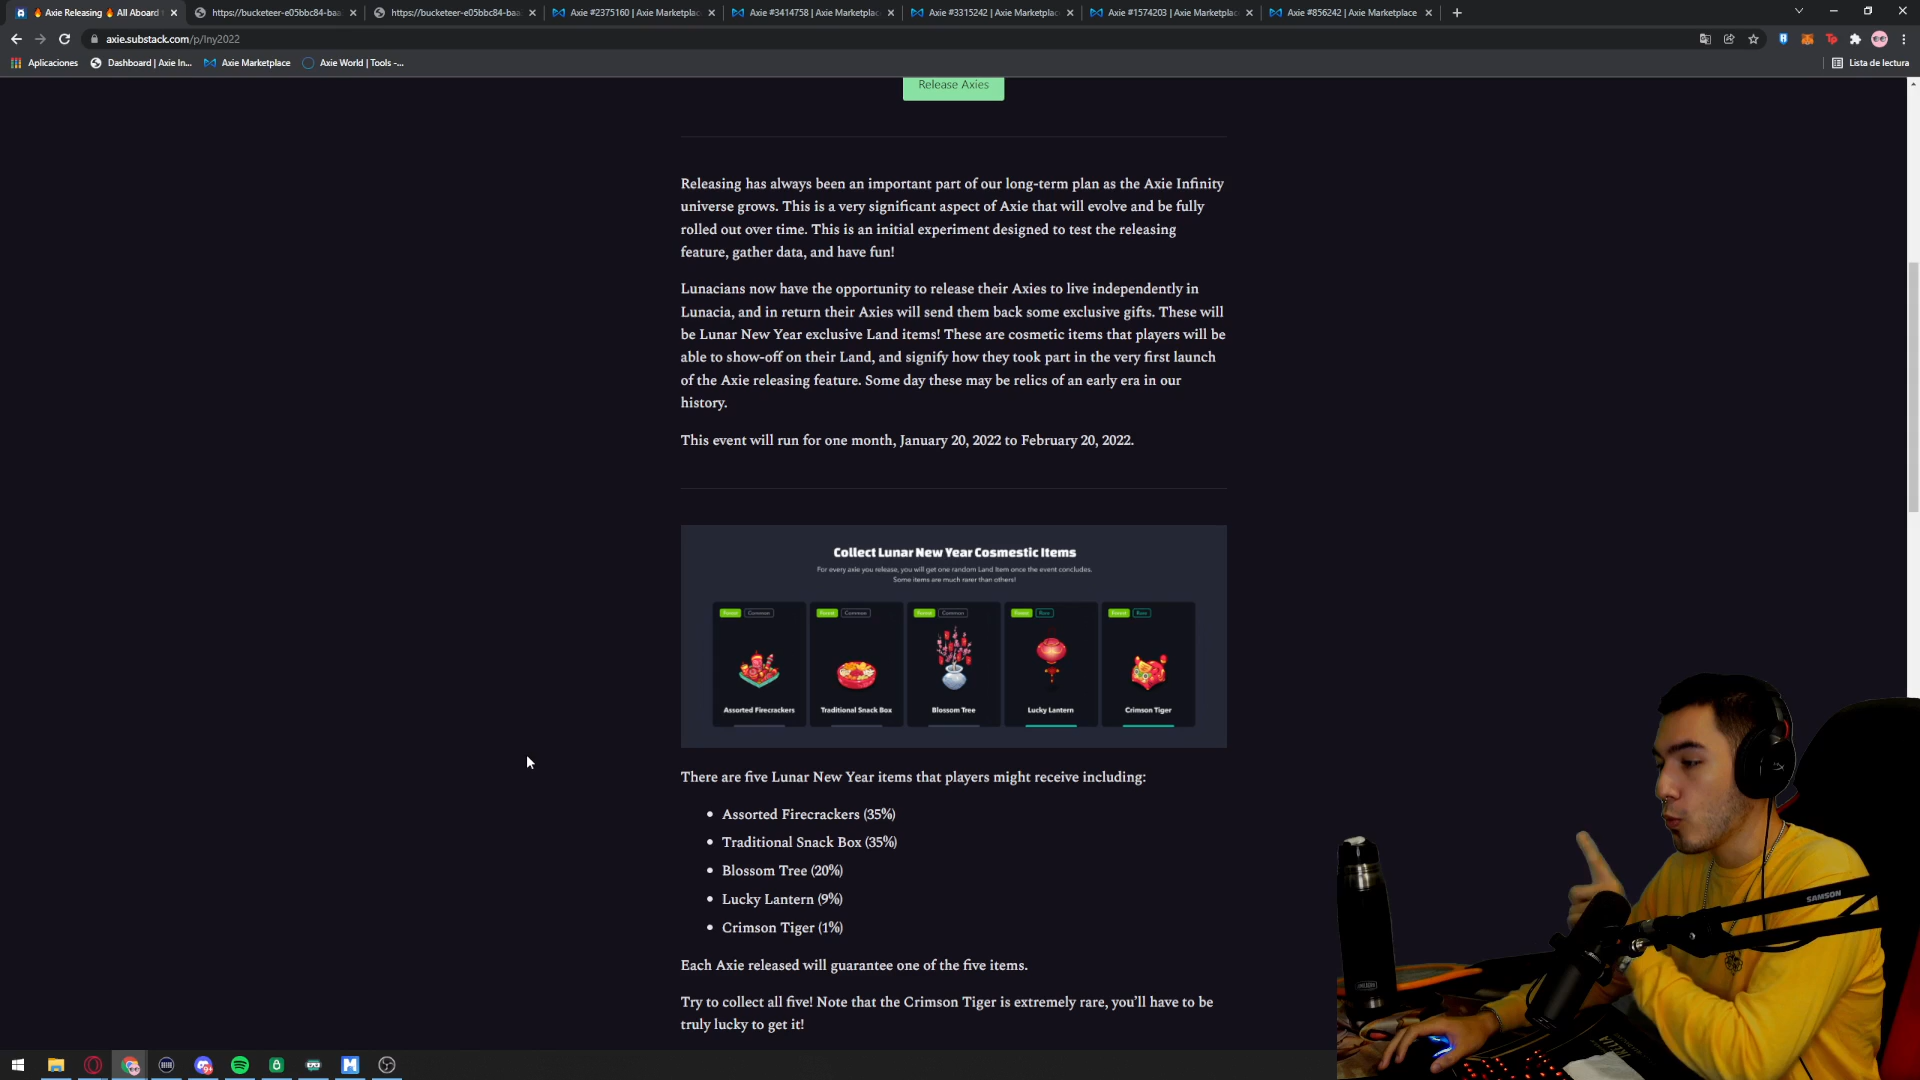 Axie Releasing 🔥 All Aboard
https://bucketeer-e05bbc84-baa
https://bucketeer-e05bbc84-baa
Axie #2375160 | Axie Marketplac
Axie #3414758 | Axie Marketplac
Axie #3315242 | Axie Marketplac
Axie #1574203 | Axie Marketplac
Axie #856242 | Axie Marketplace
axie.substack.com/p/lny2022
Aplicaciones
Dashboard | Axie In...
Axie Marketplace
Axie World | Tools -...
Lista de lectura
Release Axies
Releasing has always been an important part of our long-term plan as the Axie Infinity
universe grows. This is a very significant aspect of Axie that will evolve and be fully
rolled out over time. This is an initial experiment designed to test the releasing
feature, gather data, and have fun!
Lunacians now have the opportunity to release their Axies to live independently in
Lunacia, and in return their Axies will send them back some exclusive gifts. These will
be Lunar New Year exclusive Land items! These are cosmetic items that players will be
able to show-off on their Land, and signify how they took part in the very first launch
of the Axie releasing feature. Some day these may be relics of an early era in our
history.
This event will run for one month, January 20, 2022 to February 20, 2022.
Collect Lunar New Year Cosmestic Items
For every axie you release, you will get one random Land Item once the event concludes.
Some items are much rarer than others!
Forest Common
Forest Common
Forest Common
Forest Rare
Forest Rare
Assorted Firecrackers
Traditional Snack Box
Blossom Tree
Lucky Lantern
Crimson Tiger
There are five Lunar New Year items that players might receive including:
• Assorted Firecrackers (35%)
• Traditional Snack Box (35%)
• Blossom Tree (20%)
• Lucky Lantern (9%)
• Crimson Tiger (1%)
Each Axie released will guarantee one of the five items.
Try to collect all five! Note that the Crimson Tiger is extremely rare, you'll have to be
truly lucky to get it!
SAMSON